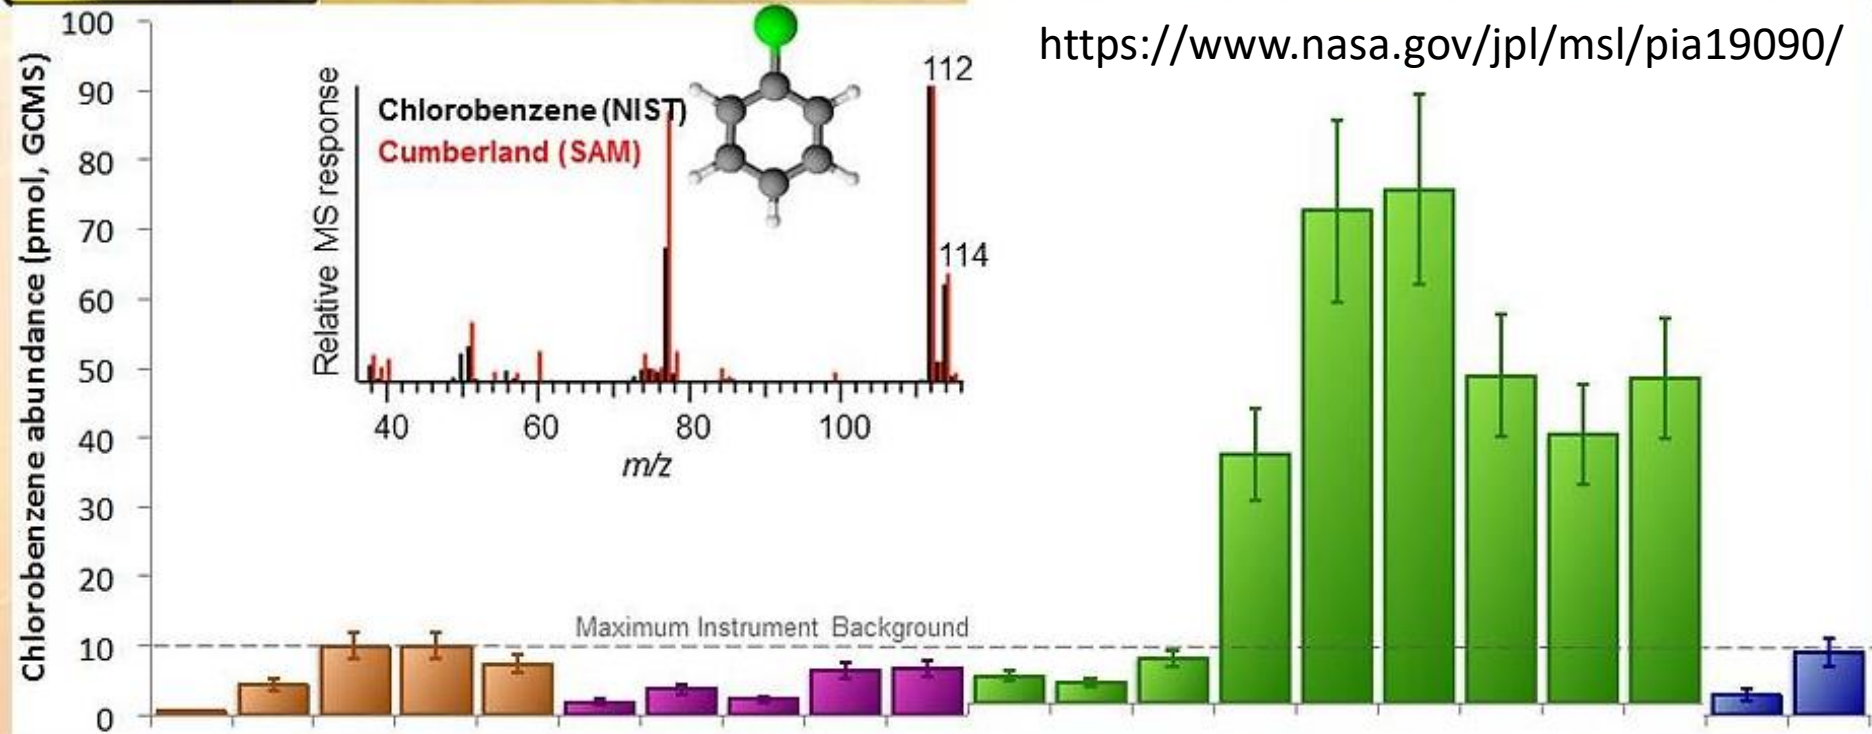 https://www.nasa.gov/jpl/msl/pia19090/
Chlorobenzene abundance (pmol, GCMS)
100
90
80
70
60
50
40
30
20
10
0
Relative MS response
Chlorobenzene (NIST)
Cumberland (SAM)
112
114
40 60 80 100
m/z
Maximum Instrument Background